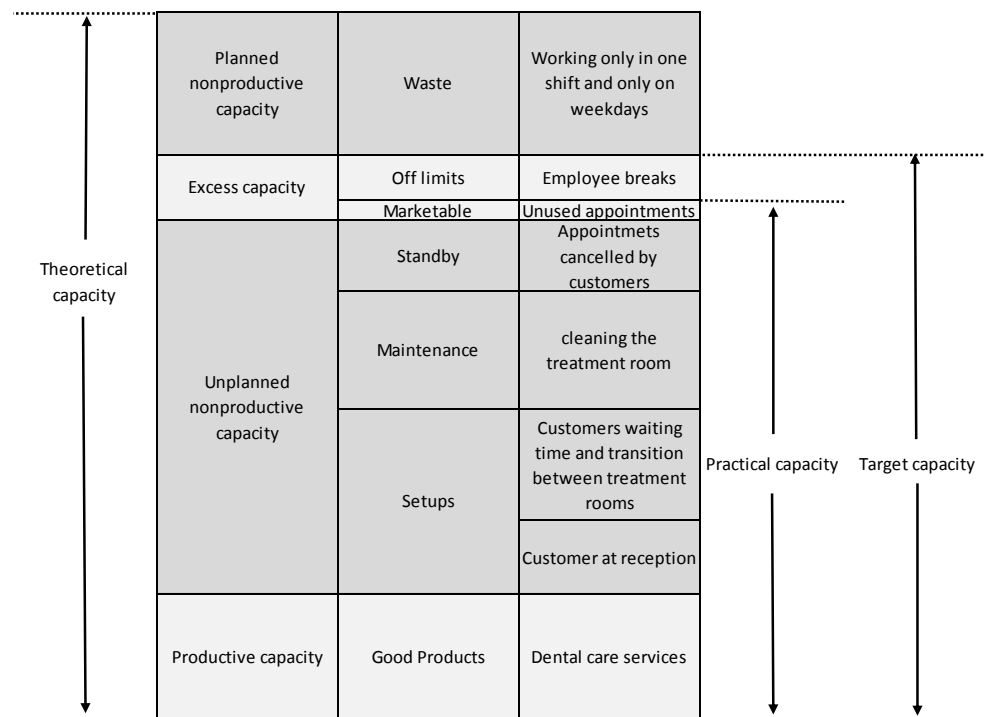 Planned
nonproductive
capacity
Waste
Working only in one
shift and only on
weekdays
Excess capacity
Off limits
Employee breaks
Marketable
Unused appointments
Theoretical
capacity
Unplanned
nonproductive
capacity
Standby
Appointmets
cancelled by
customers
Maintenance
cleaning the
treatment room
Setups
Customers waiting
time and transition
between treatment
rooms
Customer at reception
Practical capacity
Target capacity
Productive capacity
Good Products
Dental care services